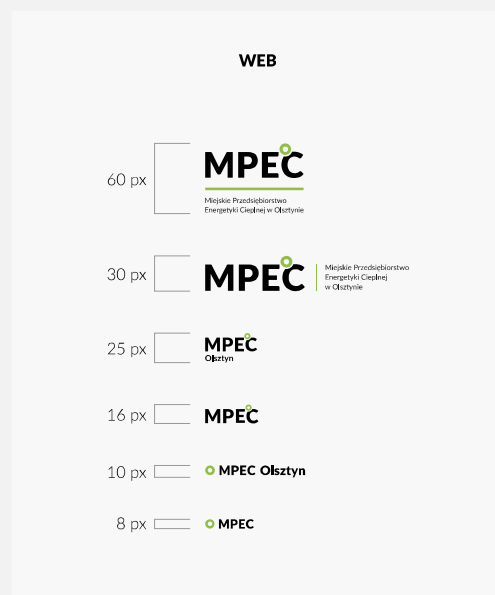 WEB
60 px
MPEC
Miejskie Przedsiębiorstwo
Energetyki Cieplnej w Olsztynie
30 px
MPEC
Miejskie Przedsiębiorstwo
Energetyki Cieplnej
w Olsztynie
25 px
MPEC
Olsztyn
16 px
MPEC
10 px
MPEC Olsztyn
8 px
MPEC